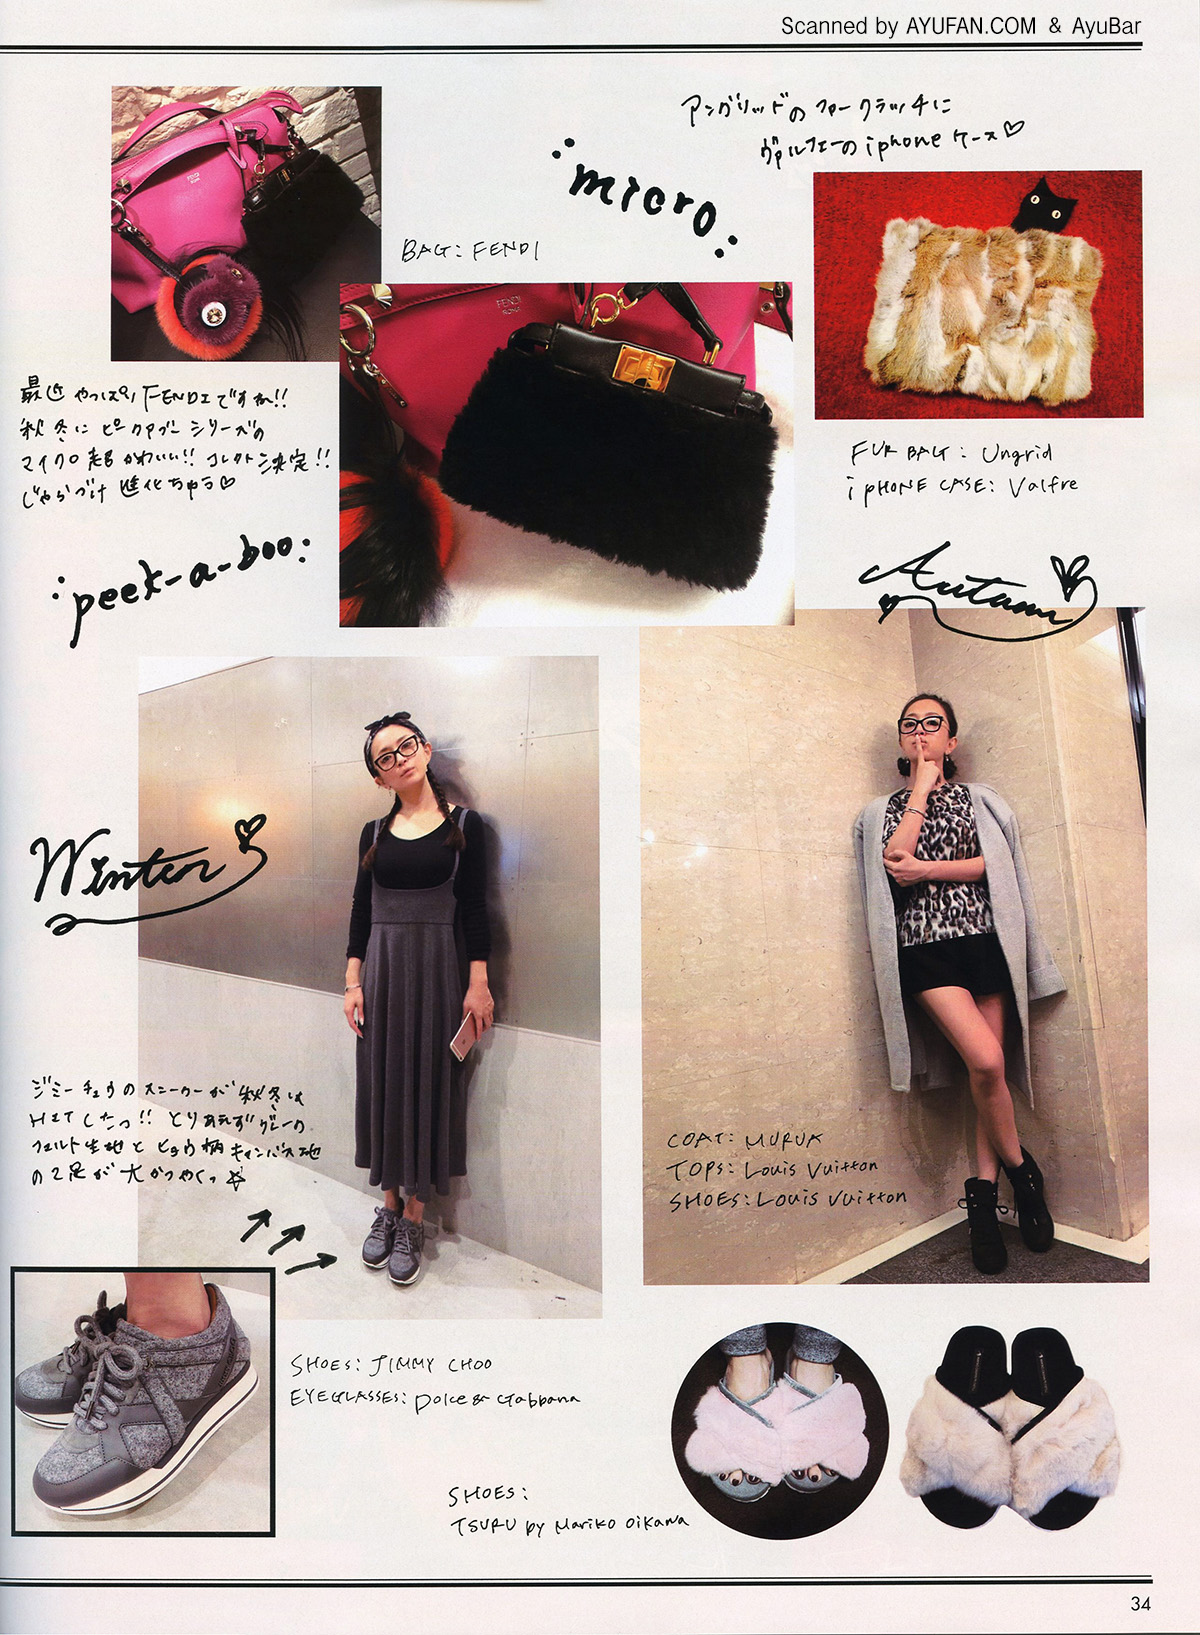 Scanned by AYUFAN.COM & AyuBar
アングリッドのファークラッチに
ヴァルフェーのiphoneケース♡
:micro:
BAG: FENDI
FENDI
ROMA
FENDI
ROMA
最近やっぱりFENDIですね!!
秋冬にピークアブーシリーズの
マイクロ超かわいい!! コレクト決定!!
じゃらづけ進化ちゅう♡
:peek-a-boo:
FUR BAG: Ungrid
iPHONE CASE: Valfre
Autumn
Winter
ジミーチュウのスニーカーが秋冬は
HITしたっ!! とりあえずグレーの
フェルト生地とヒョウ柄キャンバス地
の2足が大かつやくっ☆
COAT: MURUA
TOPS: Louis Vuitton
SHOES: Louis Vuitton
SHOES: JIMMY CHOO
EYEGLASSES: Dolce & Gabbana
SHOES:
TSURU by Mariko Oikawa
34